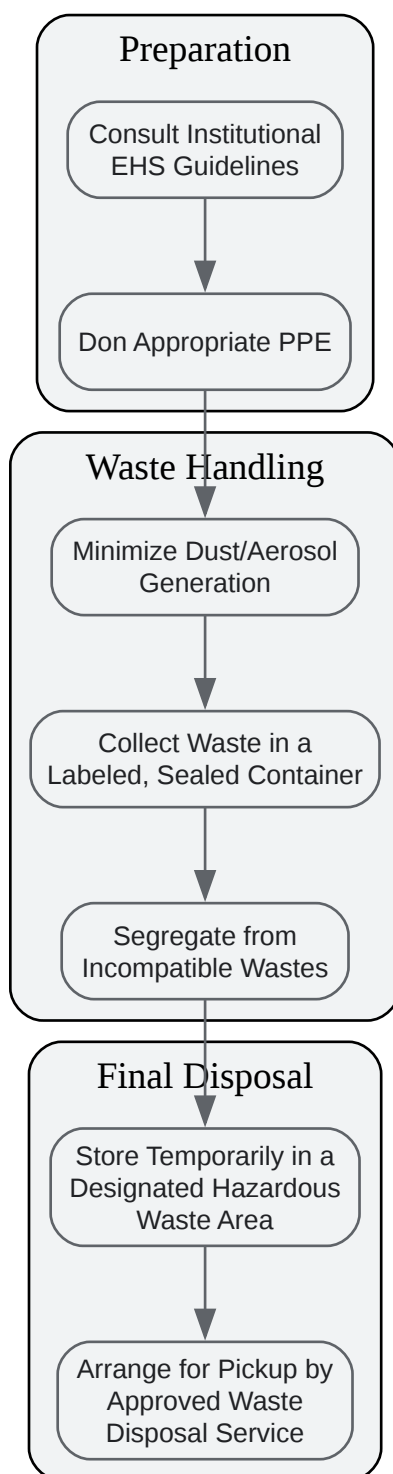 Preparation
Consult Institutional
EHS Guidelines
Don Appropriate PPE
Waste Handling
Minimize Dust/Aerosol
Generation
Collect Waste in a
Labeled, Sealed Container
Segregate from
Incompatible Wastes
Final Disposal
Store Temporarily in a
Designated Hazardous
Waste Area
Arrange for Pickup by
Approved Waste
Disposal Service